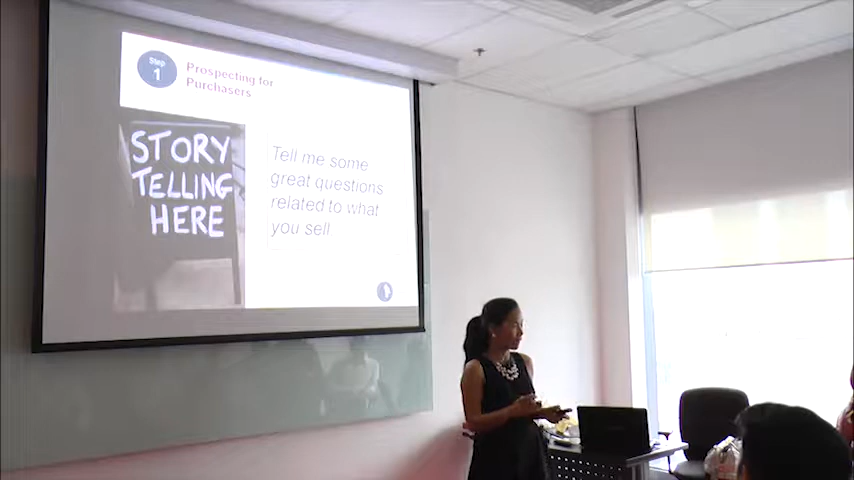 Step
1
Prospecting for
Purchasers
STORY
TELLING
HERE
Tell me some
great questions
related to what
you sell